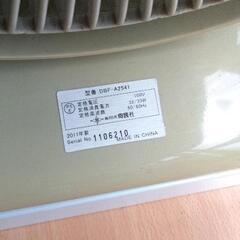 型番 DBF-A2541
定格電圧 100V
定格消費電力 32/33W
定格周波数 50/60Hz
2011年製
Serial No. 1106210 MADE IN CHINA